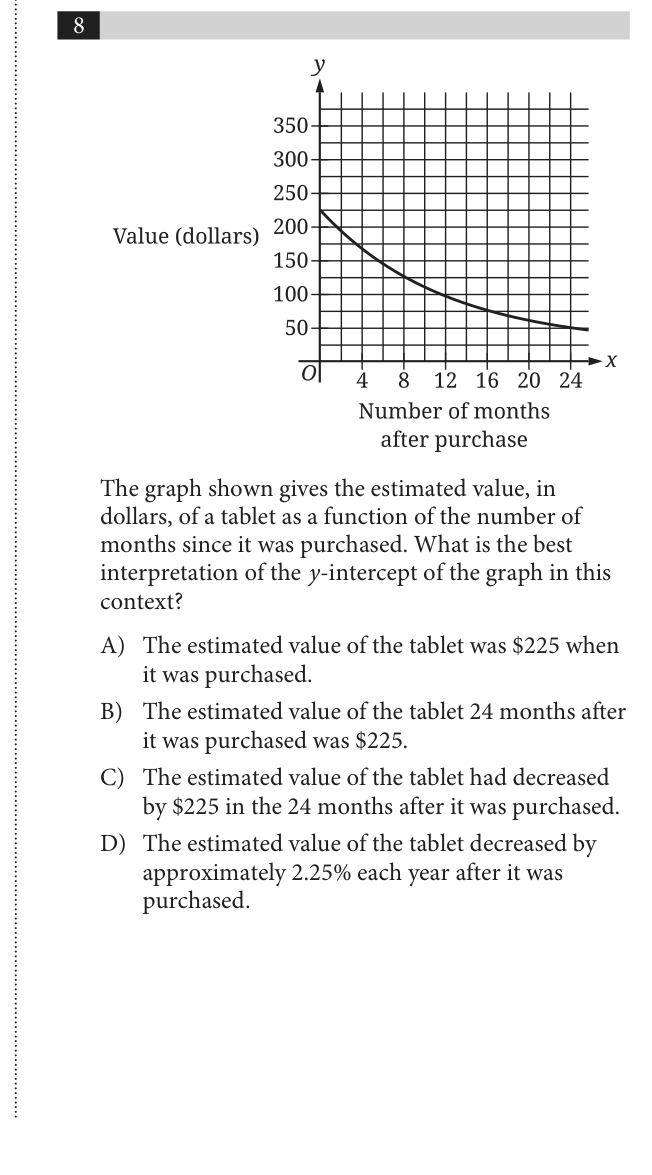 8
y
350
300
250
Value (dollars) 200
150
100
50
O 4 8 12 16 20 24 x
Number of months
after purchase
The graph shown gives the estimated value, in
dollars, of a tablet as a function of the number of
months since it was purchased. What is the best
interpretation of the y-intercept of the graph in this
context?
A) The estimated value of the tablet was $225 when
it was purchased.
B) The estimated value of the tablet 24 months after
it was purchased was $225.
C) The estimated value of the tablet had decreased
by $225 in the 24 months after it was purchased.
D) The estimated value of the tablet decreased by
approximately 2.25% each year after it was
purchased.